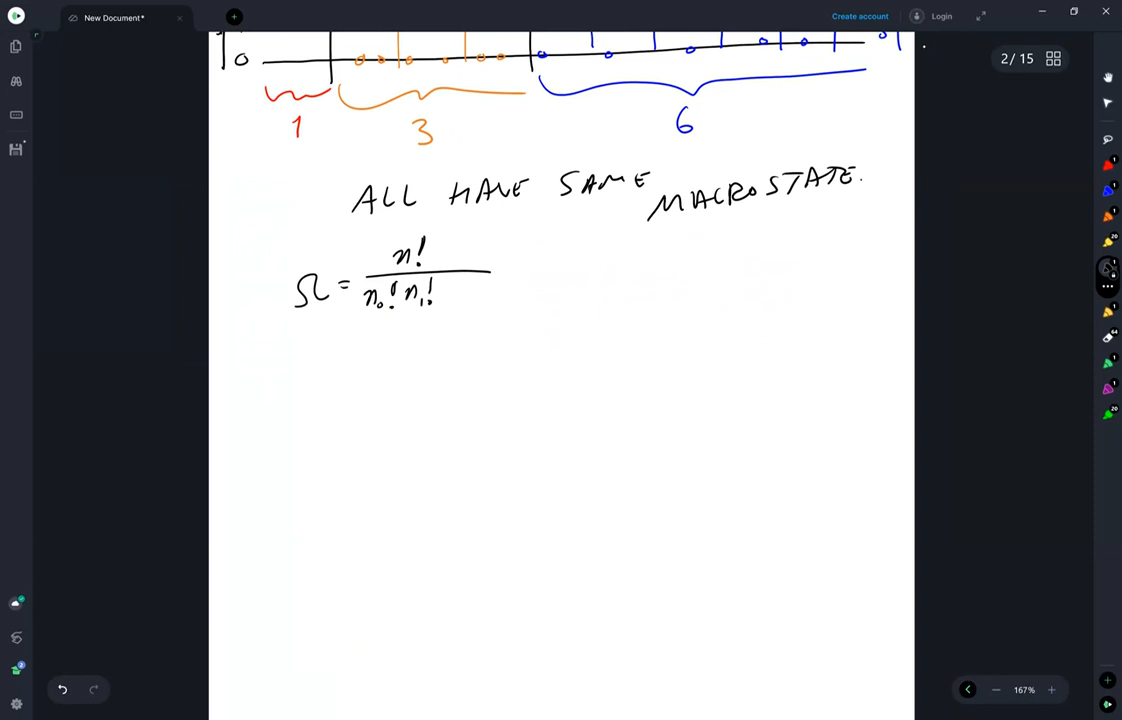 New Document*
Create account
Login
2 / 15
0
1
3
6
ALL HAVE SAME MACROSTATE.
Ω = n! / n₀! n₁!
167%